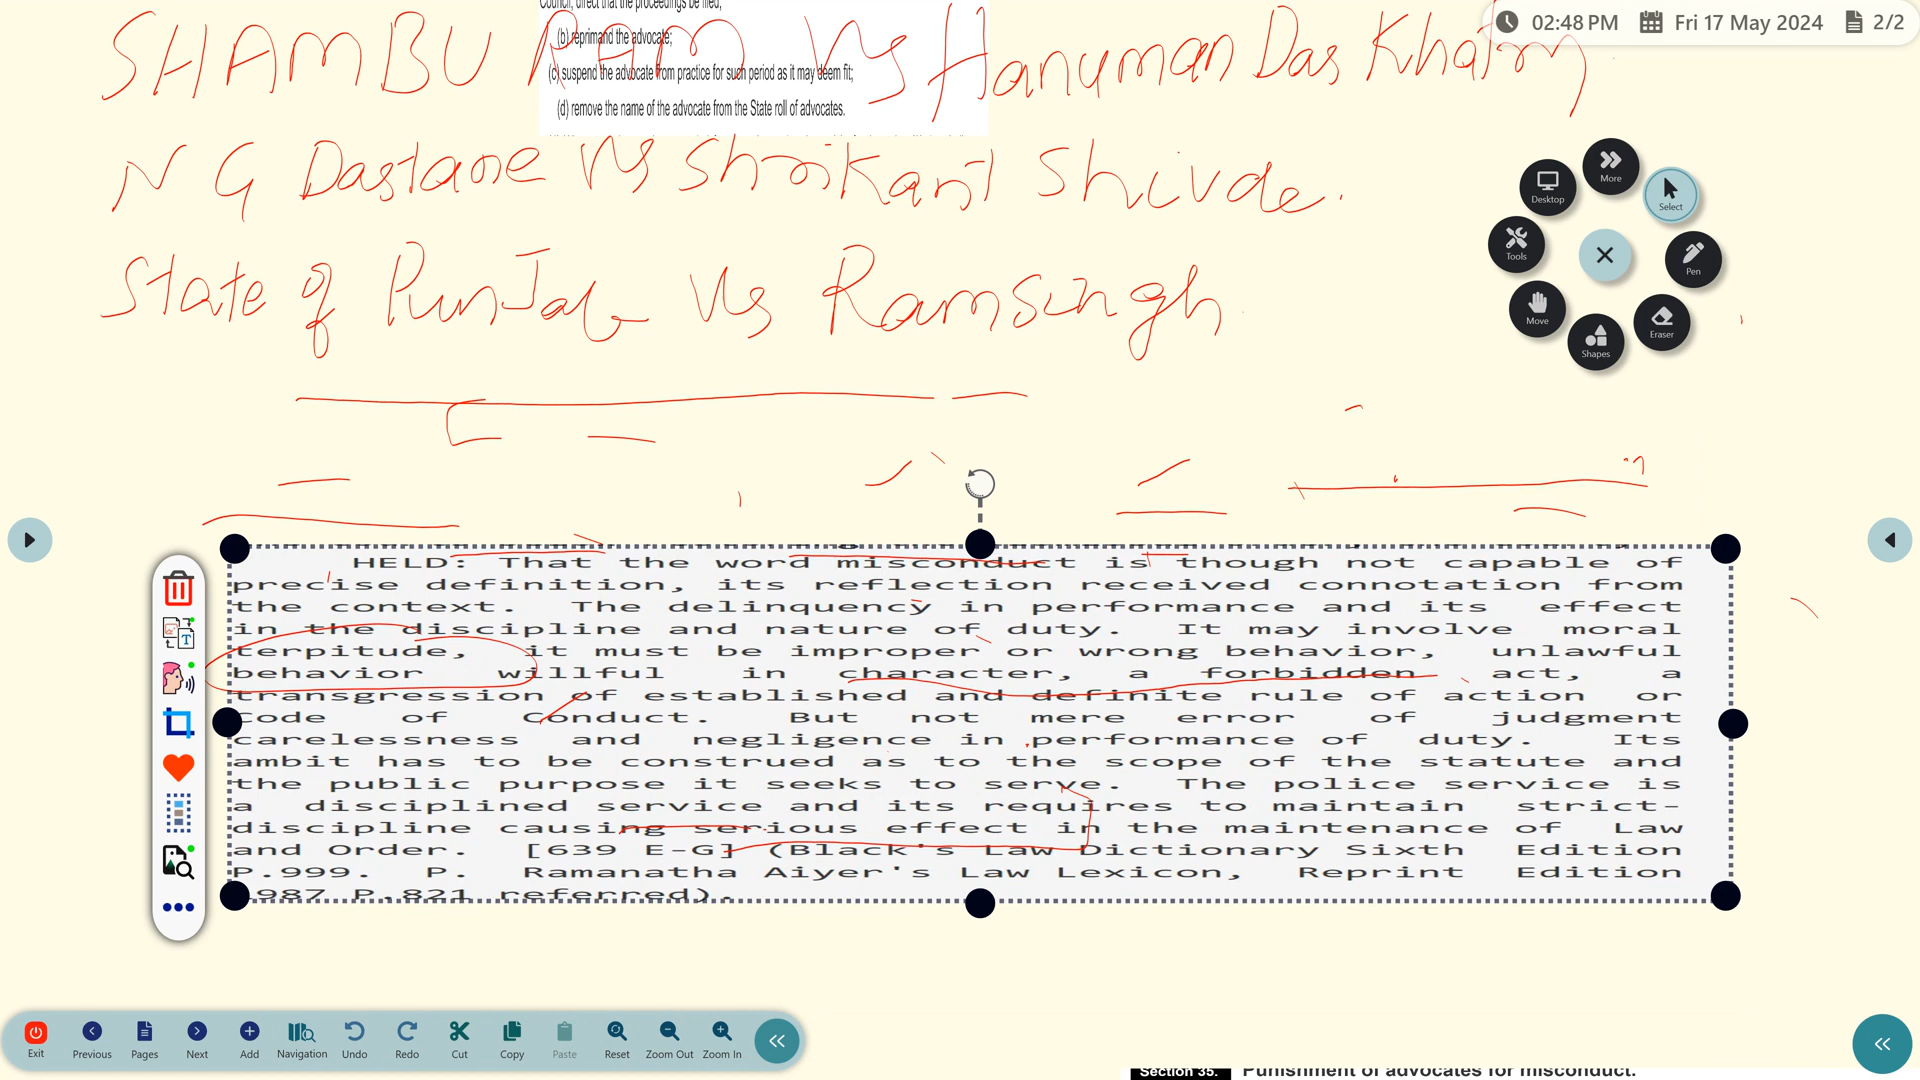 02:48 PM Fri 17 May 2024 2/2
Council, direct that the proceedings be filed;
(b) reprimand the advocate;
(c) suspend the advocate from practice for such period as it may deem fit;
(d) remove the name of the advocate from the State roll of advocates.
SHAMBU RAM Vs Hanuman Das Khatry
N G Dastane Vs Shrikant Shivde.
State of Punjab Vs Ramsingh
More
Desktop
Select
Tools
Pen
Move
Eraser
Shapes
HELD: That the word misconduct is though not capable of
precise definition, its reflection received connotation from
the context. The delinquency in performance and its effect
in the discipline and nature of duty. It may involve moral
terpitude, it must be improper or wrong behavior, unlawful
behavior willful in character, a forbidden act, a
transgression of established and definite rule of action or
code of Conduct. But not mere error of judgment
carelessness and negligence in performance of duty. Its
ambit has to be construed as to the scope of the statute and
the public purpose it seeks to serve. The police service is
a disciplined service and its requires to maintain strict-
discipline causing serious effect in the maintenance of Law
and Order. [639 E-G] (Black's Law Dictionary Sixth Edition
P.999. P. Ramanatha Aiyer's Law Lexicon, Reprint Edition
1987 P.821 referred).
Exit Previous Pages Next Add Navigation Undo Redo Cut Copy Paste Reset Zoom Out Zoom In
Section 35. Punishment of advocates for misconduct.